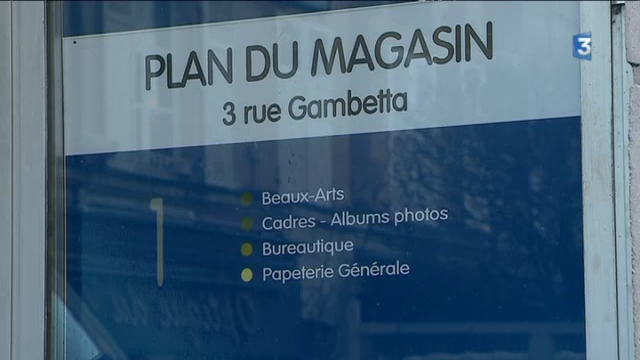 PLAN DU MAGASIN
3
3 rue Gambetta
1
Beaux-Arts
Cadres - Albums photos
Bureautique
Papeterie Générale